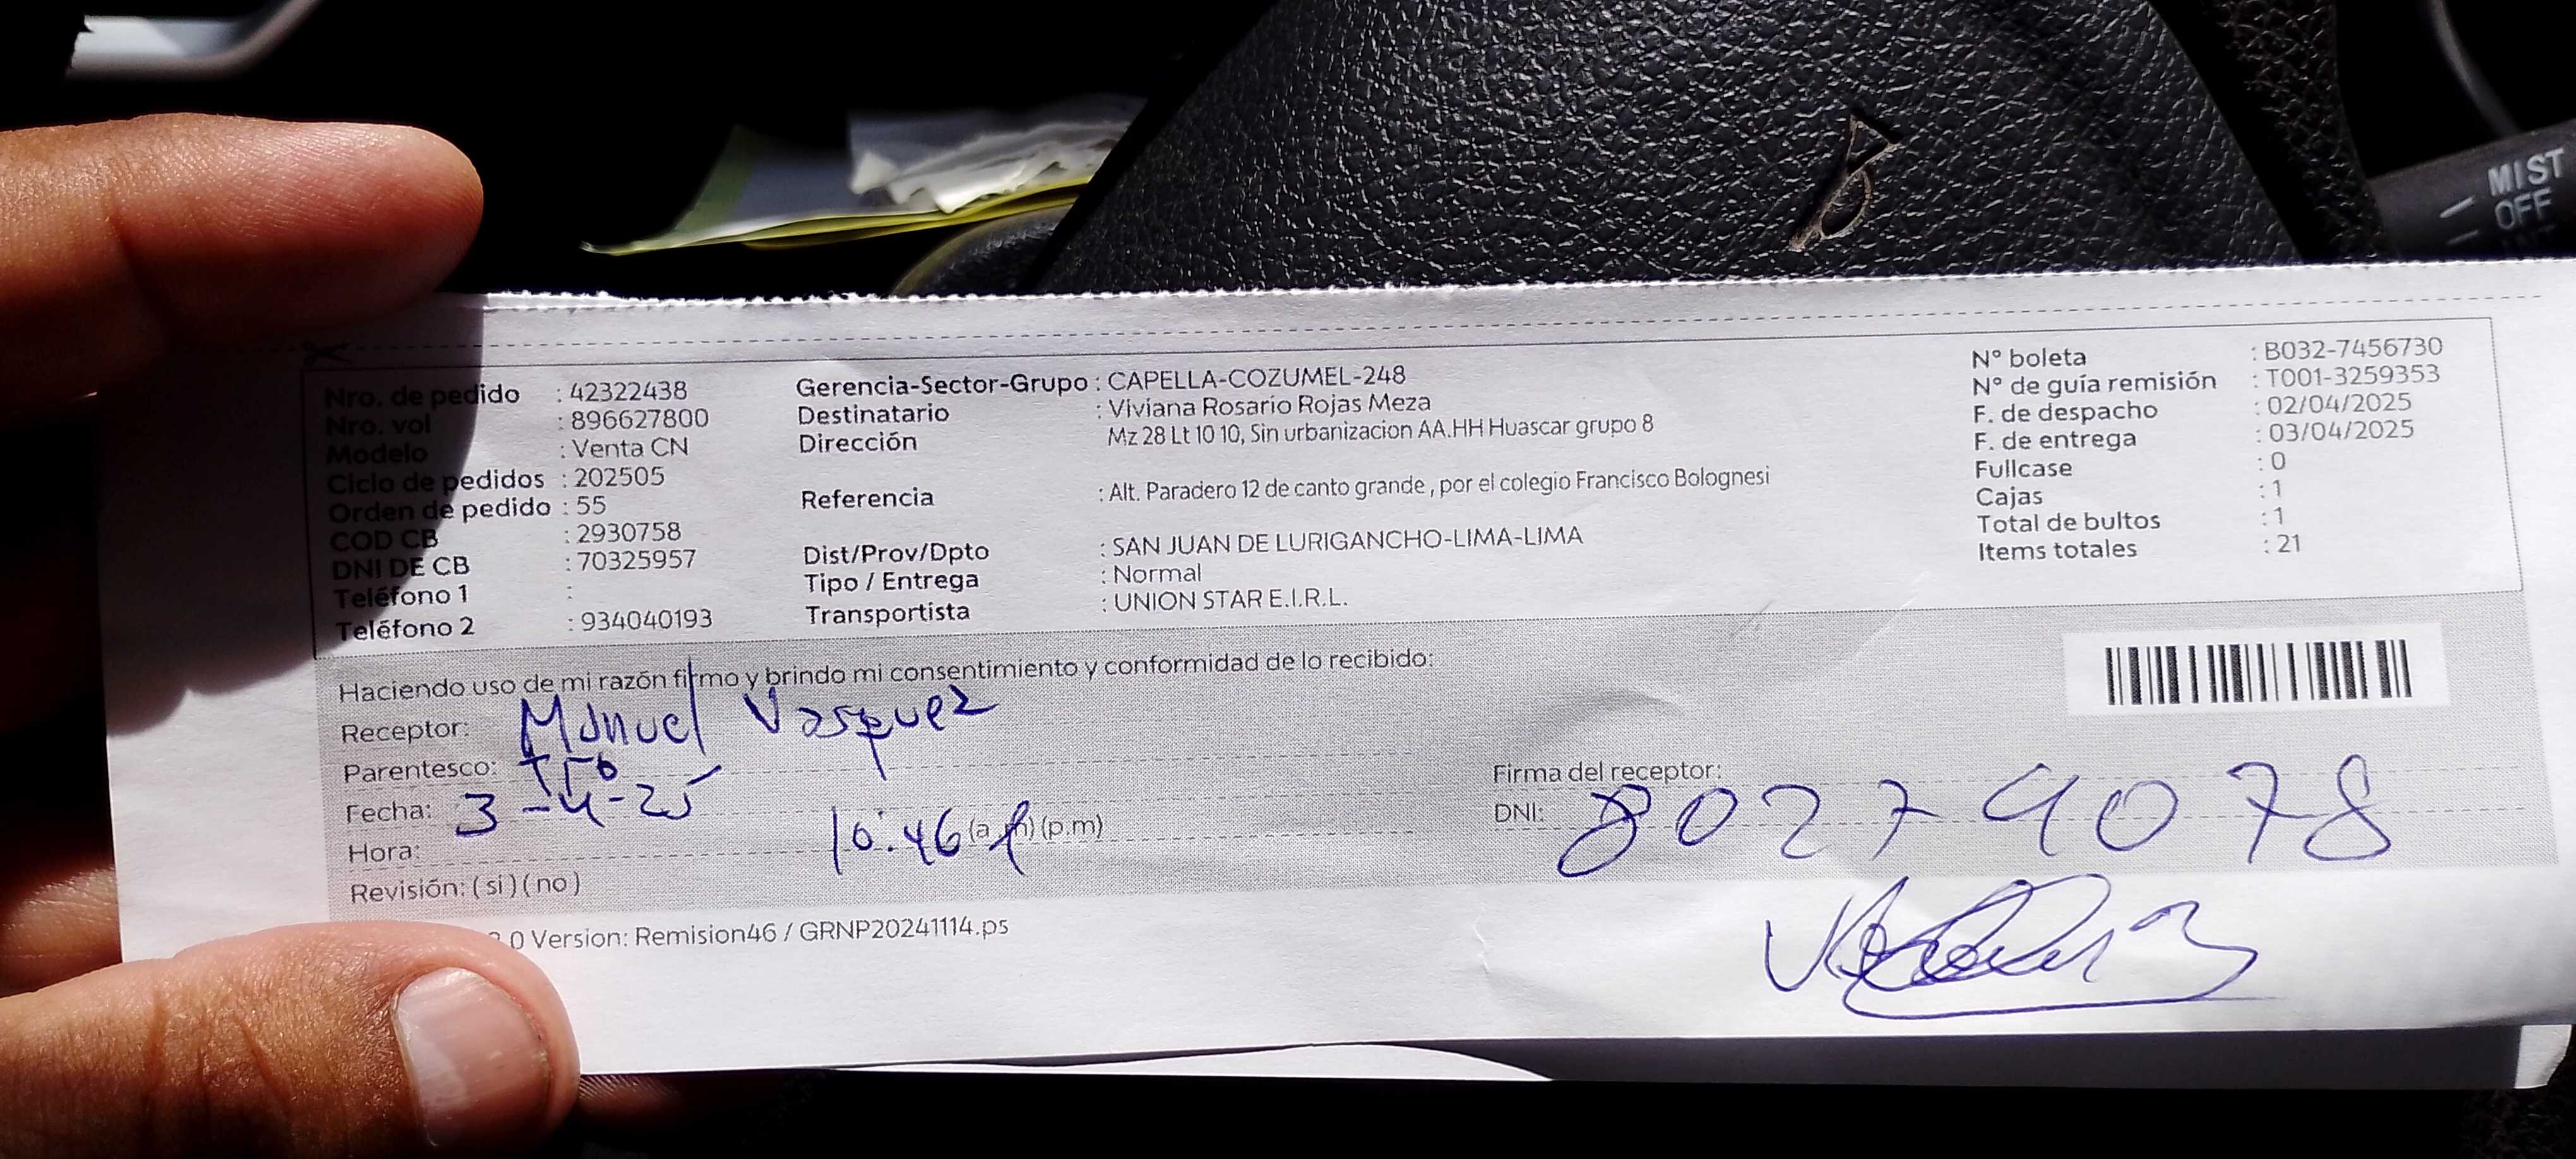 MIST
OFF
Nro. de pedido : 42322438
Nro. vol : 896627800
Modelo : Venta CN
Ciclo de pedidos : 202505
Orden de pedido : 55
COD CB : 2930758
DNI DE CB : 70325957
Teléfono 1 :
Teléfono 2 : 934040193
Gerencia-Sector-Grupo : CAPELLA-COZUMEL-248
Destinatario : Viviana Rosario Rojas Meza
Dirección Mz 28 Lt 10 10, Sin urbanizacion AA.HH Huascar grupo 8
Referencia : Alt. Paradero 12 de canto grande , por el colegio Francisco Bolognesi
Dist/Prov/Dpto : SAN JUAN DE LURIGANCHO-LIMA-LIMA
Tipo / Entrega : Normal
Transportista : UNION STAR E.I.R.L.
N° boleta : B032-7456730
N° de guía remisión : T001-3259353
F. de despacho : 02/04/2025
F. de entrega : 03/04/2025
Fullcase : 0
Cajas : 1
Total de bultos : 1
Items totales : 21
Haciendo uso de mi razón firmo y brindo mi consentimiento y conformidad de lo recibido:
Receptor: Manuel Vasquez
Parentesco:
Fecha: 3-4-25
Hora: 10:46 (a.m) (p.m)
Revisión: ( si ) ( no )
Firma del receptor:
DNI: 80274078
.0 Version: Remision46 / GRNP20241114.ps